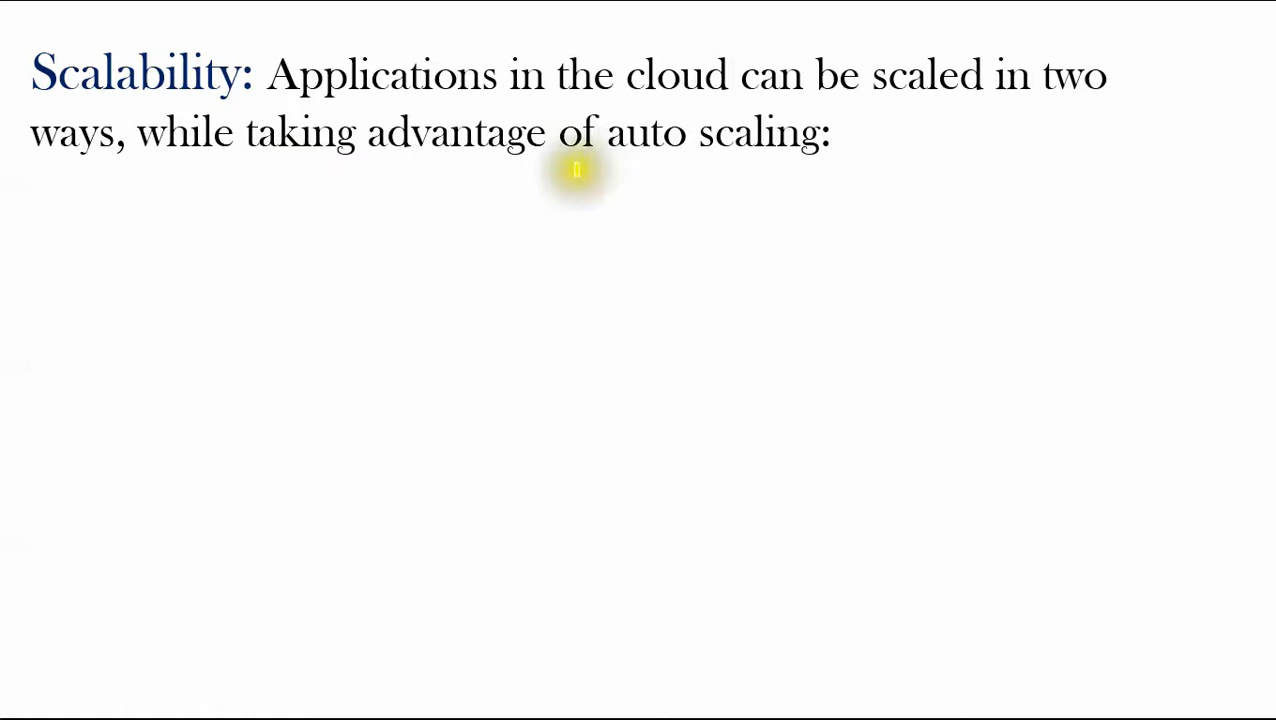 Scalability: Applications in the cloud can be scaled in two
ways, while taking advantage of auto scaling: